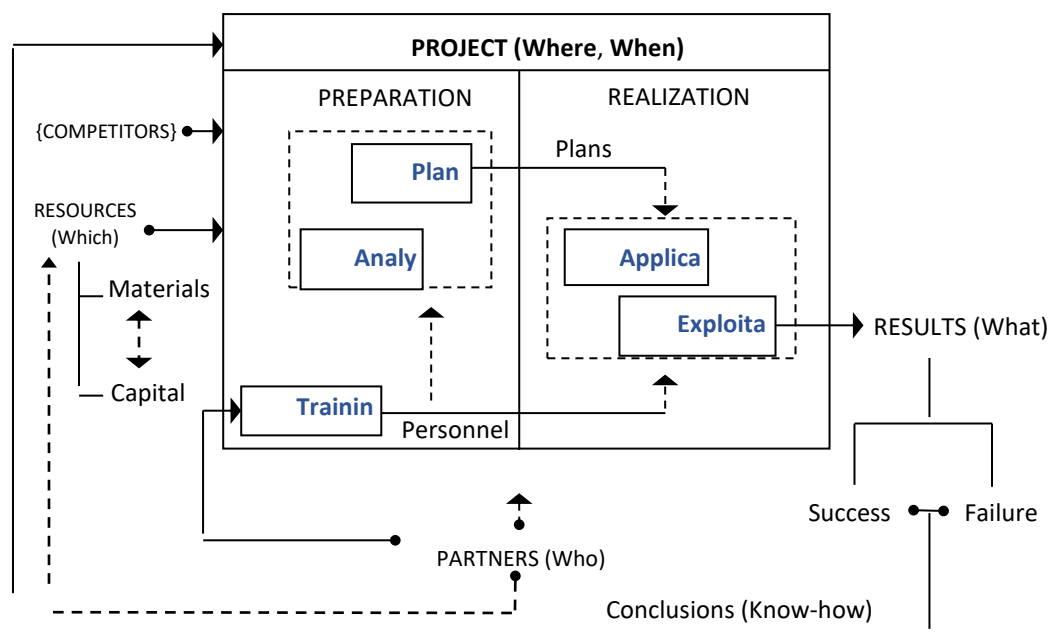 PROJECT (Where, When)
PREPARATION
REALIZATION
{COMPETITORS}
Plans
Plan
RESOURCES
(Which)
Analy
Applica
Materials
Exploita
RESULTS (What)
Capital
Trainin
Personnel
Success
Failure
PARTNERS (Who)
Conclusions (Know-how)